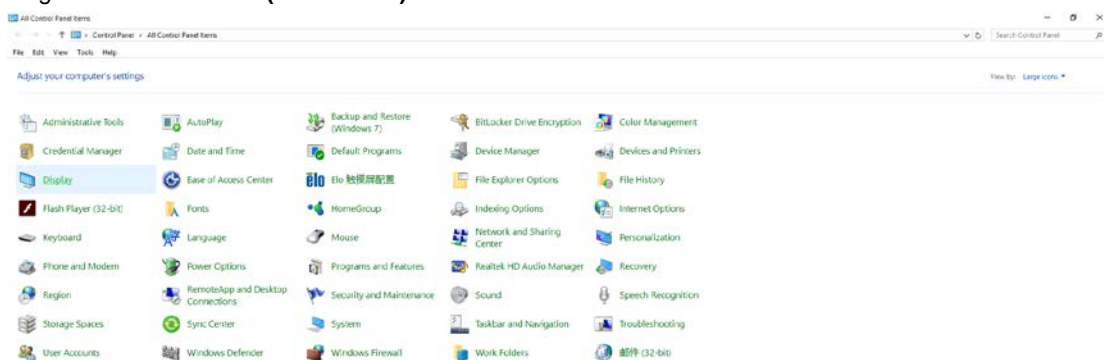 All Control Panel Items
Control Panel › All Control Panel Items
Search Control Panel
File Edit View Tools Help
Adjust your computer's settings
View by: Large icons
Administrative Tools
AutoPlay
Backup and Restore
(Windows 7)
BitLocker Drive Encryption
Color Management
Credential Manager
Date and Time
Default Programs
Device Manager
Devices and Printers
Display
Ease of Access Center
elo Elo 触摸屏配置
File Explorer Options
File History
Flash Player (32-bit)
Fonts
HomeGroup
Indexing Options
Internet Options
Keyboard
Language
Mouse
Network and Sharing
Center
Personalization
Phone and Modem
Power Options
Programs and Features
Realtek HD Audio Manager
Recovery
Region
RemoteApp and Desktop
Connections
Security and Maintenance
Sound
Speech Recognition
Storage Spaces
Sync Center
System
Taskbar and Navigation
Troubleshooting
User Accounts
Windows Defender
Windows Firewall
Work Folders
邮件 (32-bit)